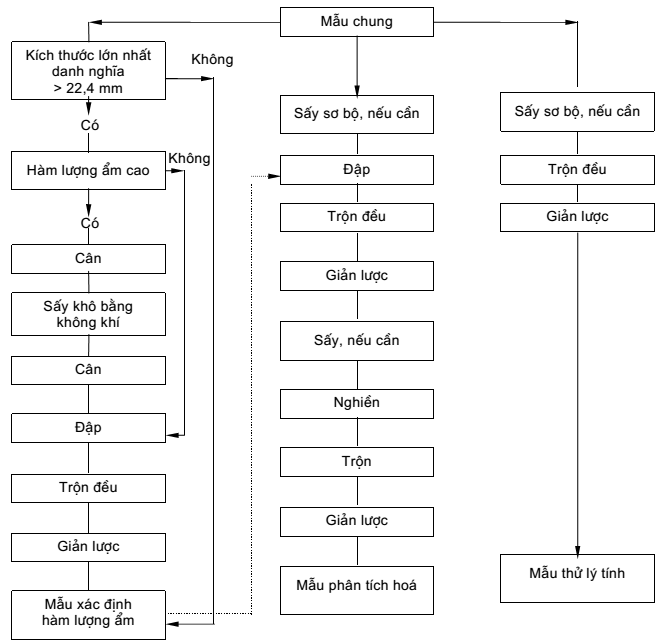 Mẫu chung
Kích thước lớn nhất
danh nghĩa
> 22,4 mm
Không
Có
Hàm lượng ẩm cao
Không
Có
Cân
Sấy khô bằng
không khí
Cân
Đập
Trộn đều
Giản lược
Mẫu xác định
hàm lượng ẩm
Sấy sơ bộ, nếu cần
Đập
Trộn đều
Giản lược
Sấy, nếu cần
Nghiền
Trộn
Giản lược
Mẫu phân tích hoá
Sấy sơ bộ, nếu cần
Trộn đều
Giản lược
Mẫu thử lý tính